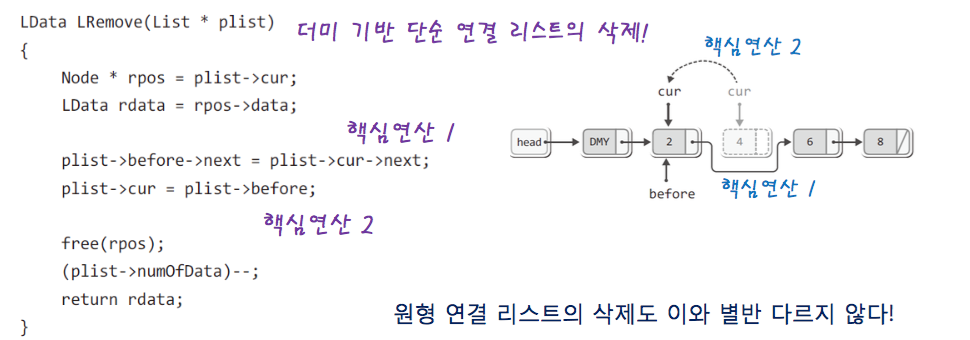 LData LRemove(List * plist)
더미 기반 단순 연결 리스트의 삭제!
{
Node * rpos = plist->cur;
LData rdata = rpos->data;
핵심연산 1
plist->before->next = plist->cur->next;
plist->cur = plist->before;
핵심연산 2
free(rpos);
(plist->numOfData)--;
return rdata;
}
핵심연산 2
cur cur
head DMY 2 4 6 8
핵심연산 1
before
원형 연결 리스트의 삭제도 이와 별반 다르지 않다!